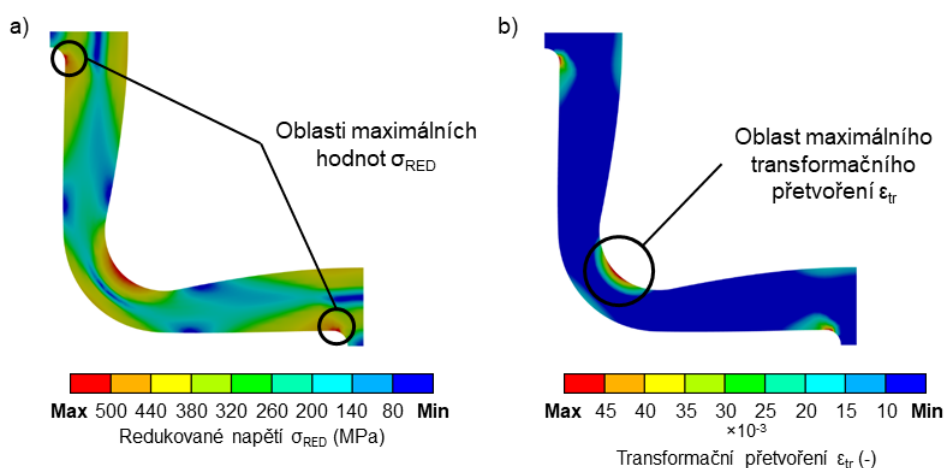 a)
Oblasti maximálních
hodnot σRED
Max 500 440 380 320 260 200 140 80 Min
Redukované napětí σRED (MPa)
b)
Oblast maximálního
transformačního
přetvoření εtr
Max 45 40 35 30 25 20 15 10 Min
×10-3
Transformační přetvoření εtr (-)